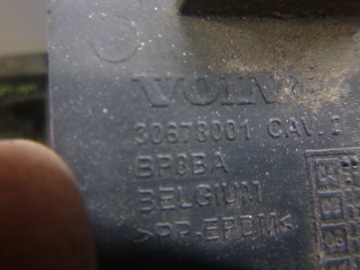 VOLVO
30678001 CAV.2
BP8BA
BELGIUM
>PP-EPDM<